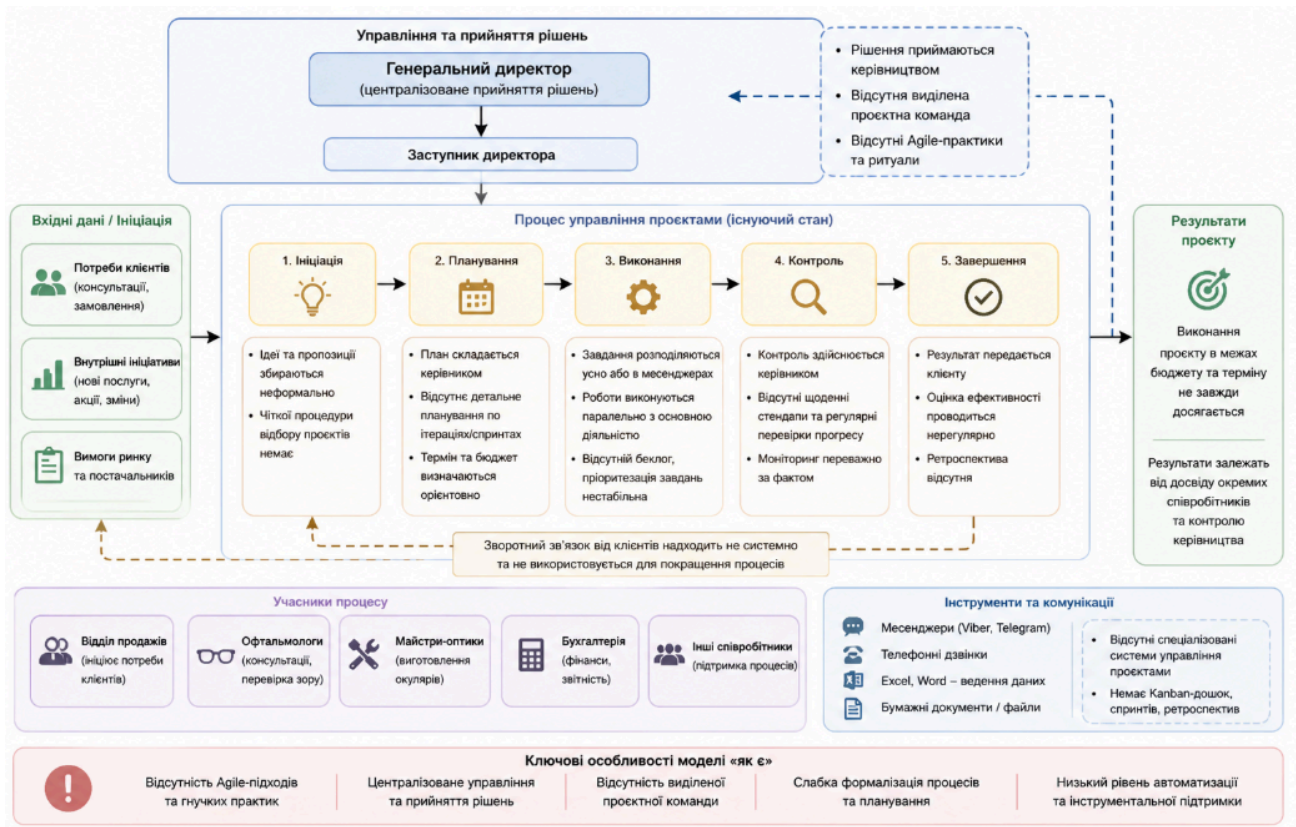 Управління та прийняття рішень
Генеральний директор
(централізоване прийняття рішень)
Заступник директора
• Рішення приймаються
керівництвом
• Відсутня виділена
проєктна команда
• Відсутні Agile-практики
та ритуали
Вхідні дані / Ініціація
Потреби клієнтів
(консультації,
замовлення)
Внутрішні ініціативи
(нові послуги,
акції, зміни)
Вимоги ринку
та постачальників
Процес управління проєктами (існуючий стан)
1. Ініціація
• Ідеї та пропозиції
збираються
неформально
• Чіткої процедури
відбору проєктів
немає
2. Планування
• План складається
керівником
• Відсутнє детальне
планування по
ітераціях/спринтах
• Термін та бюджет
визначаються
орієнтовно
3. Виконання
• Завдання розподіляються
усно або в месенджерах
• Роботи виконуються
паралельно з основною
діяльністю
• Відсутній беклог,
пріоритезація завдань
нестабільна
4. Контроль
• Контроль здійснюється
керівником
• Відсутні щоденні
стендапи та регулярні
перевірки прогресу
• Моніторинг переважно
за фактом
5. Завершення
• Результат передається
клієнту
• Оцінка ефективності
проводиться
нерегулярно
• Ретроспектива
відсутня
Зворотний зв'язок від клієнтів надходить не системно
та не використовується для покращення процесів
Результати
проєкту
Виконання
проєкту в межах
бюджету та терміну
не завжди
досягається
Результати залежать
від досвіду окремих
співробітників
та контролю
керівництва
Учасники процесу
Відділ продажів
(ініціює потреби
клієнтів)
Офтальмологи
(консультації,
перевірка зору)
Майстри-оптики
(виготовлення
окулярів)
Бухгалтерія
(фінанси,
звітність)
Інші співробітники
(підтримка процесів)
Інструменти та комунікації
Месенджери (Viber, Telegram)
Телефонні дзвінки
Excel, Word – ведення даних
Бумажні документи / файли
• Відсутні спеціалізовані
системи управління
проєктами
• Немає Kanban-дошок,
спринтів, ретроспектив
Ключові особливості моделі «як є»
Відсутність Agile-підходів
та гнучких практик
Централізоване управління
та прийняття рішень
Відсутність виділеної
проєктної команди
Слабка формалізація процесів
та планування
Низький рівень автоматизації
та інструментальної підтримки